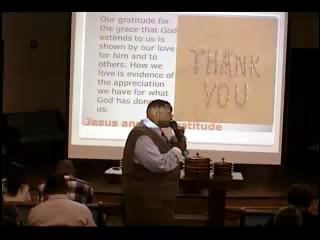 - Our gratitude for
the grace that God
extends to us is
shown by our love
for him and to
others. How we
love is evidence of
the appreciation
we have for what
God has done
us.
THANK
YOU
Jesus and gratitude